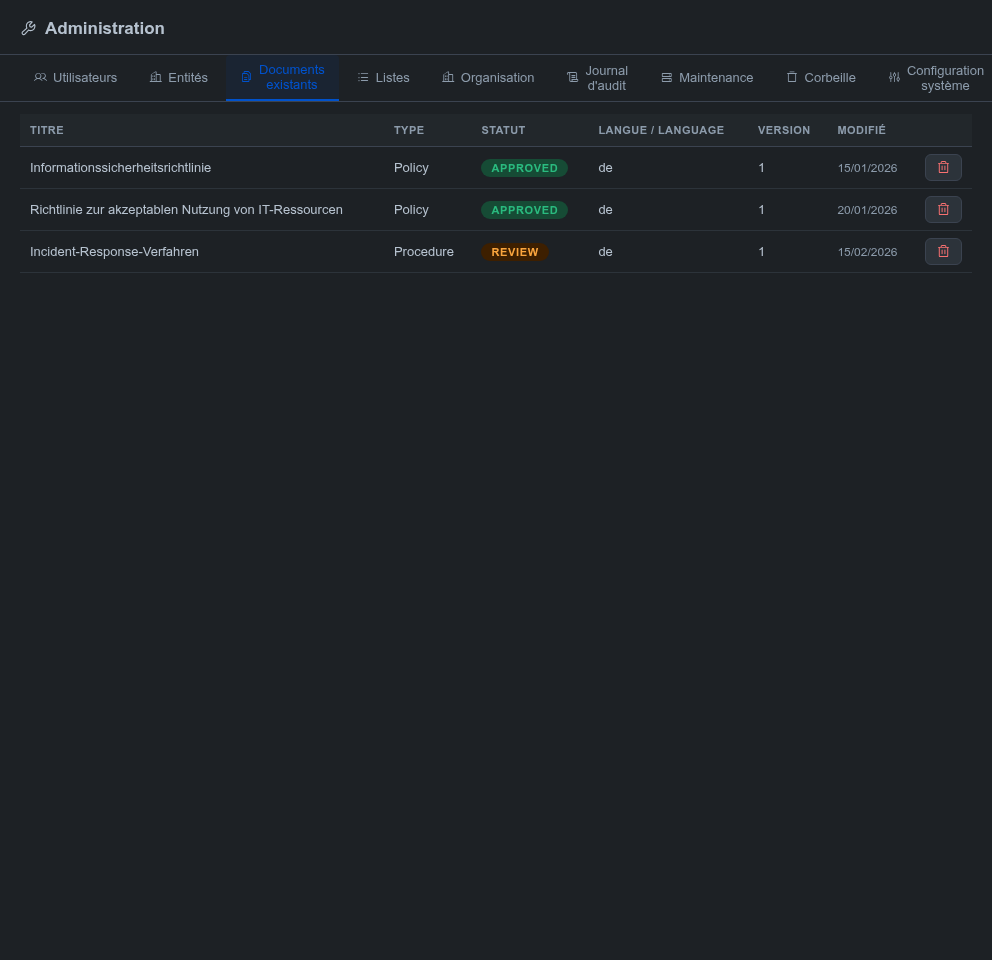 Administration
Utilisateurs
Entités
Documents
existants
Listes
Organisation
Journal
d'audit
Maintenance
Corbeille
Configuration
système
TITRE TYPE STATUT LANGUE / LANGUAGE VERSION MODIFIÉ
Informationssicherheitsrichtlinie Policy APPROVED de 1 15/01/2026
Richtlinie zur akzeptablen Nutzung von IT-Ressourcen Policy APPROVED de 1 20/01/2026
Incident-Response-Verfahren Procedure REVIEW de 1 15/02/2026